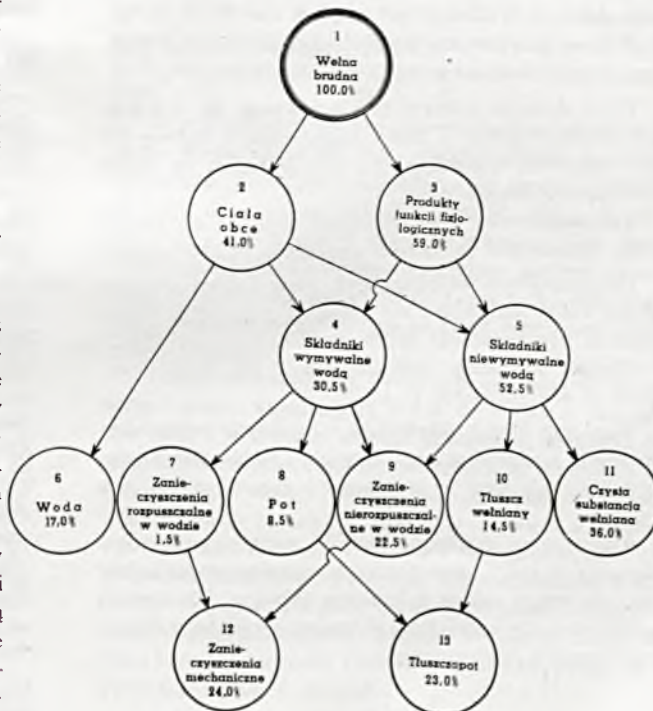 1
Wełna
brudna
100,0%
2
Ciała
obce
41,0%
3
Produkty
funkcji fizjo-
logicznych
59.0%
4
Składniki
wymywalne
wodą
30,5%
5
Składniki
niewymywalne
wodą
52,5%
6
Woda
17,0%
7
Zanie-
czyszczenia
rozpuszczalne
w wodzie
1,5%
8
Pot
8.5%
9
Zanie-
czyszczenia
nierozpuszczal-
ne w wodzie
22,5%
10
Tłuszcz
wełniany
14,5%
11
Czysta
substancja
wełniana
36,0%
12
Zanie-
czyszczenia
mechaniczne
24,0%
13
Tłuszczopot
23,0%